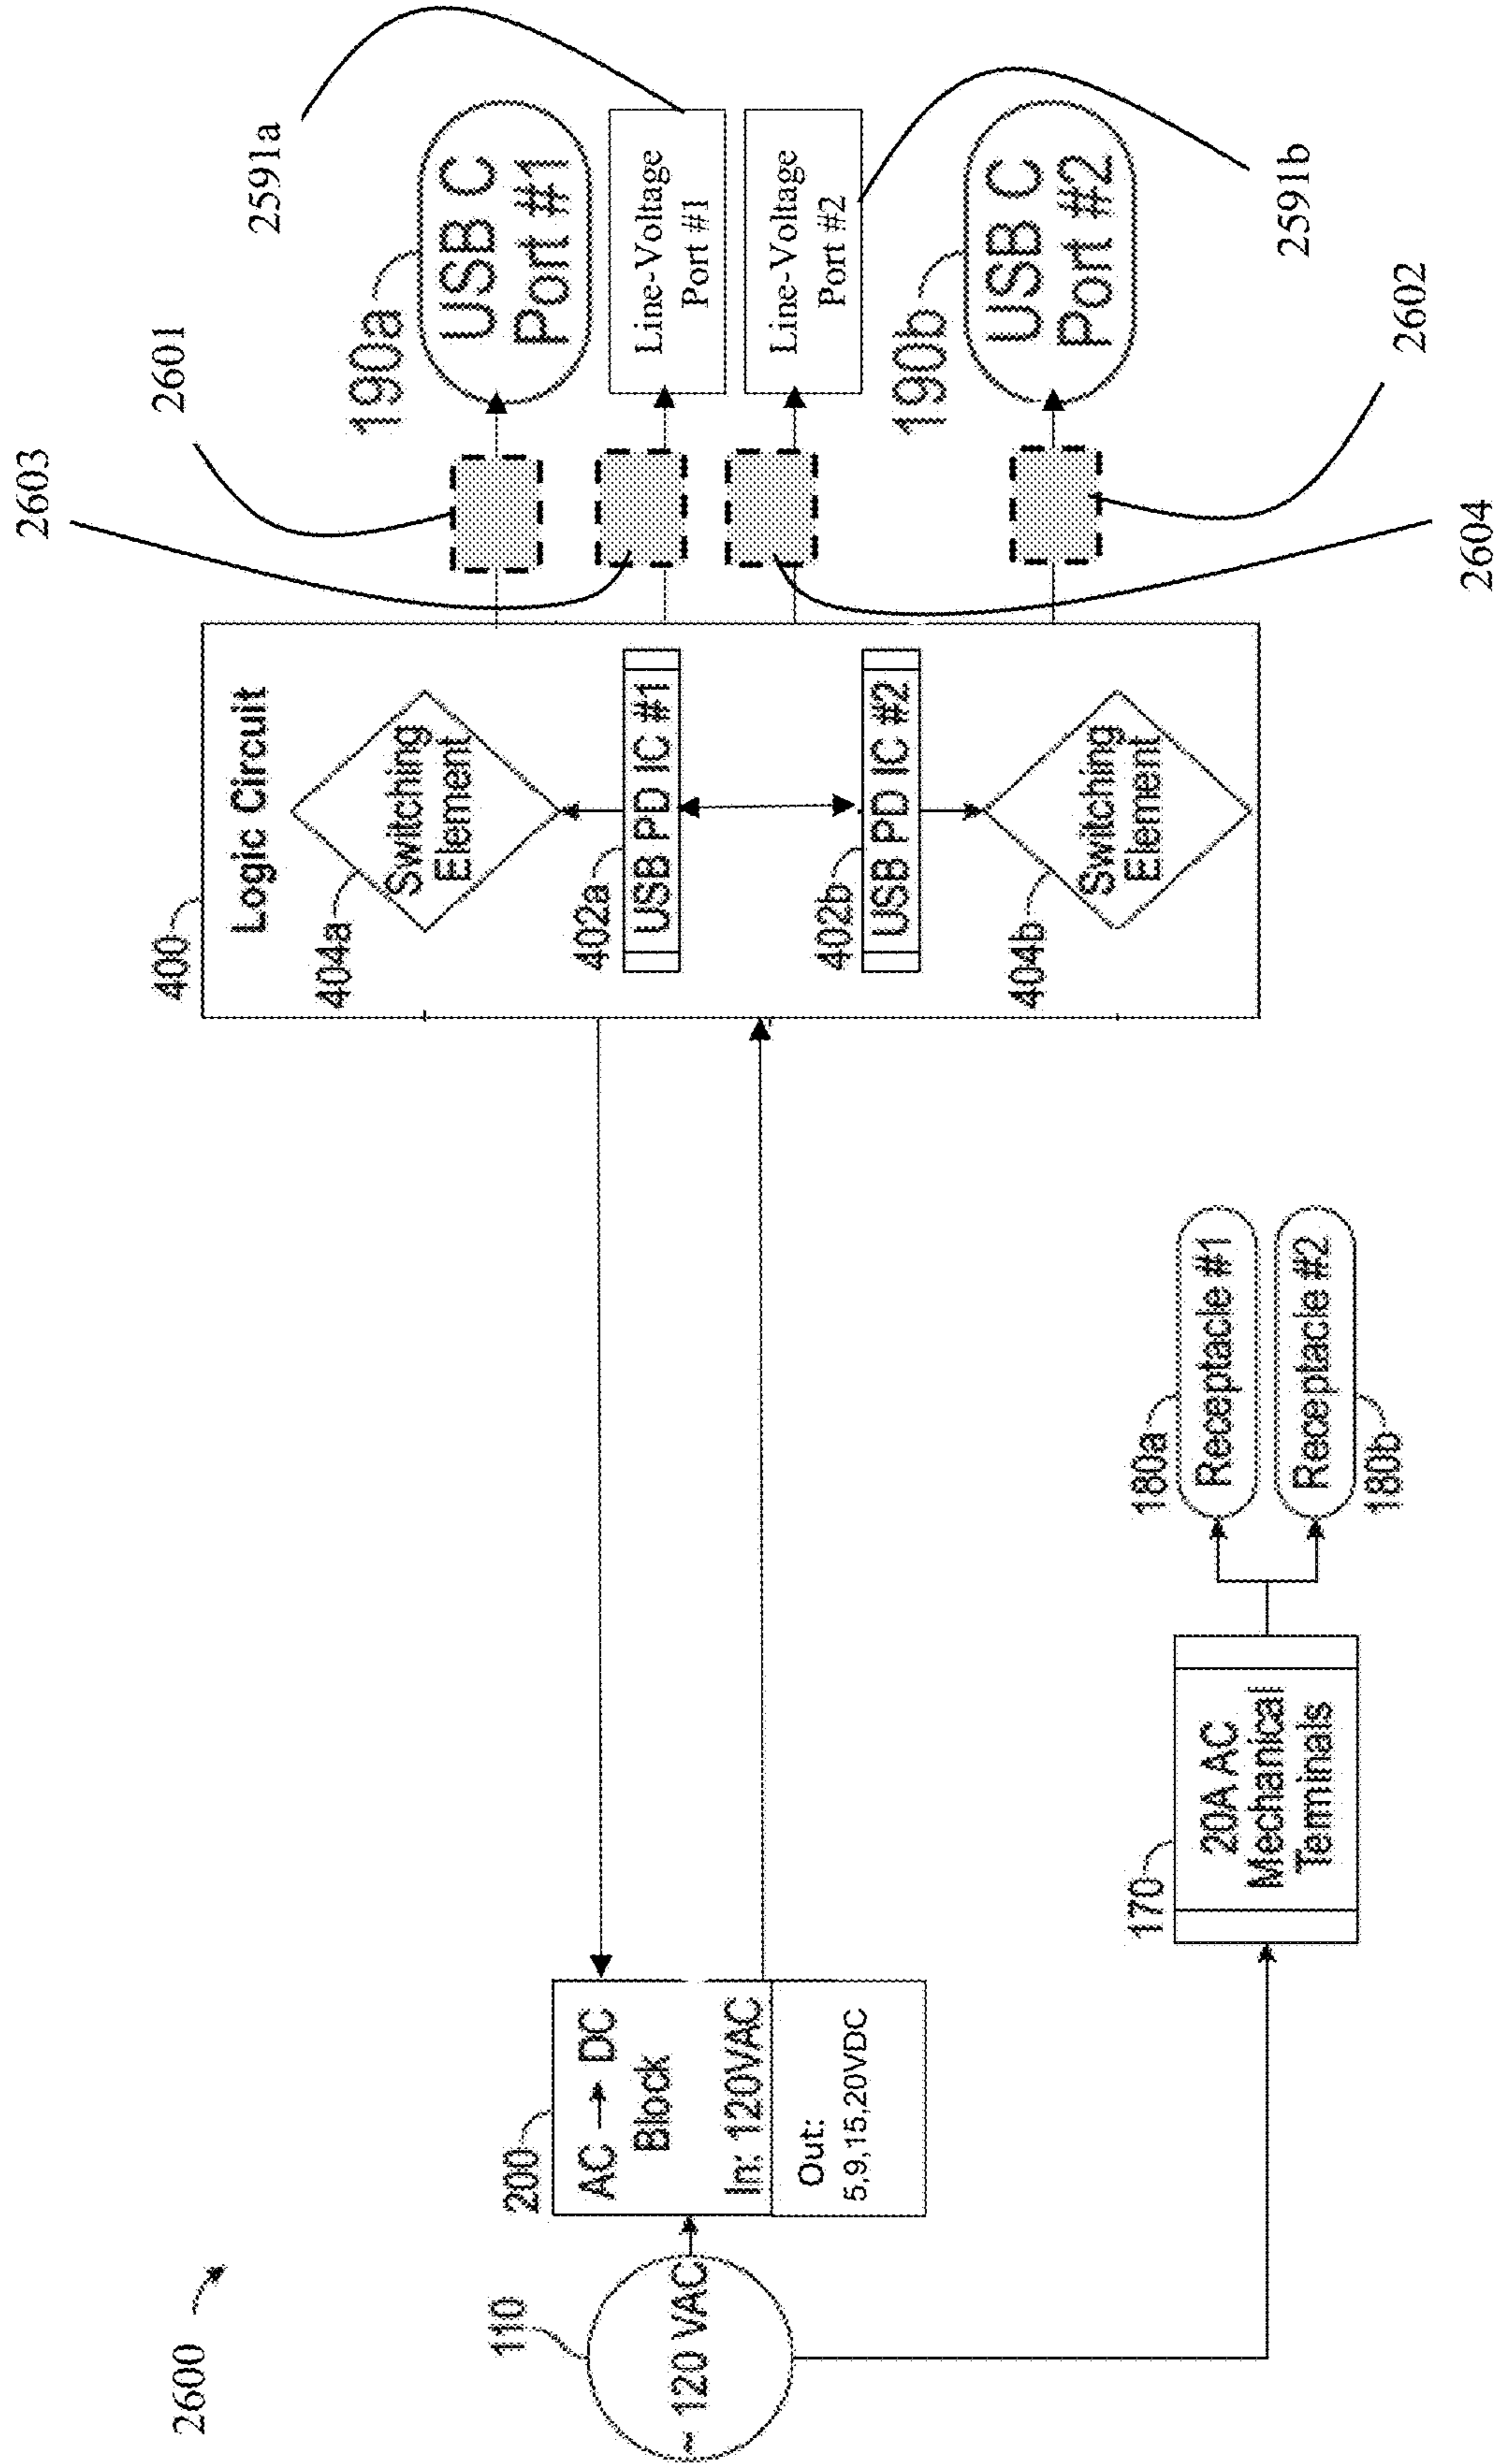 2600
110
~ 120 VAC
200
AC → DC
Block
In: 120VAC
Out:
5,9,15,20VDC
170
20A AC
Mechanical
Terminals
180a
Receptacle #1
Receptacle #2
180b
400
Logic Circuit
404a
Switching
Element
402a
USB PD IC #1
402b
USB PD IC #2
404b
Switching
Element
2603
2601
2604
2602
190a
USB C
Port #1
2591a
Line-Voltage
Port #1
Line-Voltage
Port #2
2591b
190b
USB C
Port #2